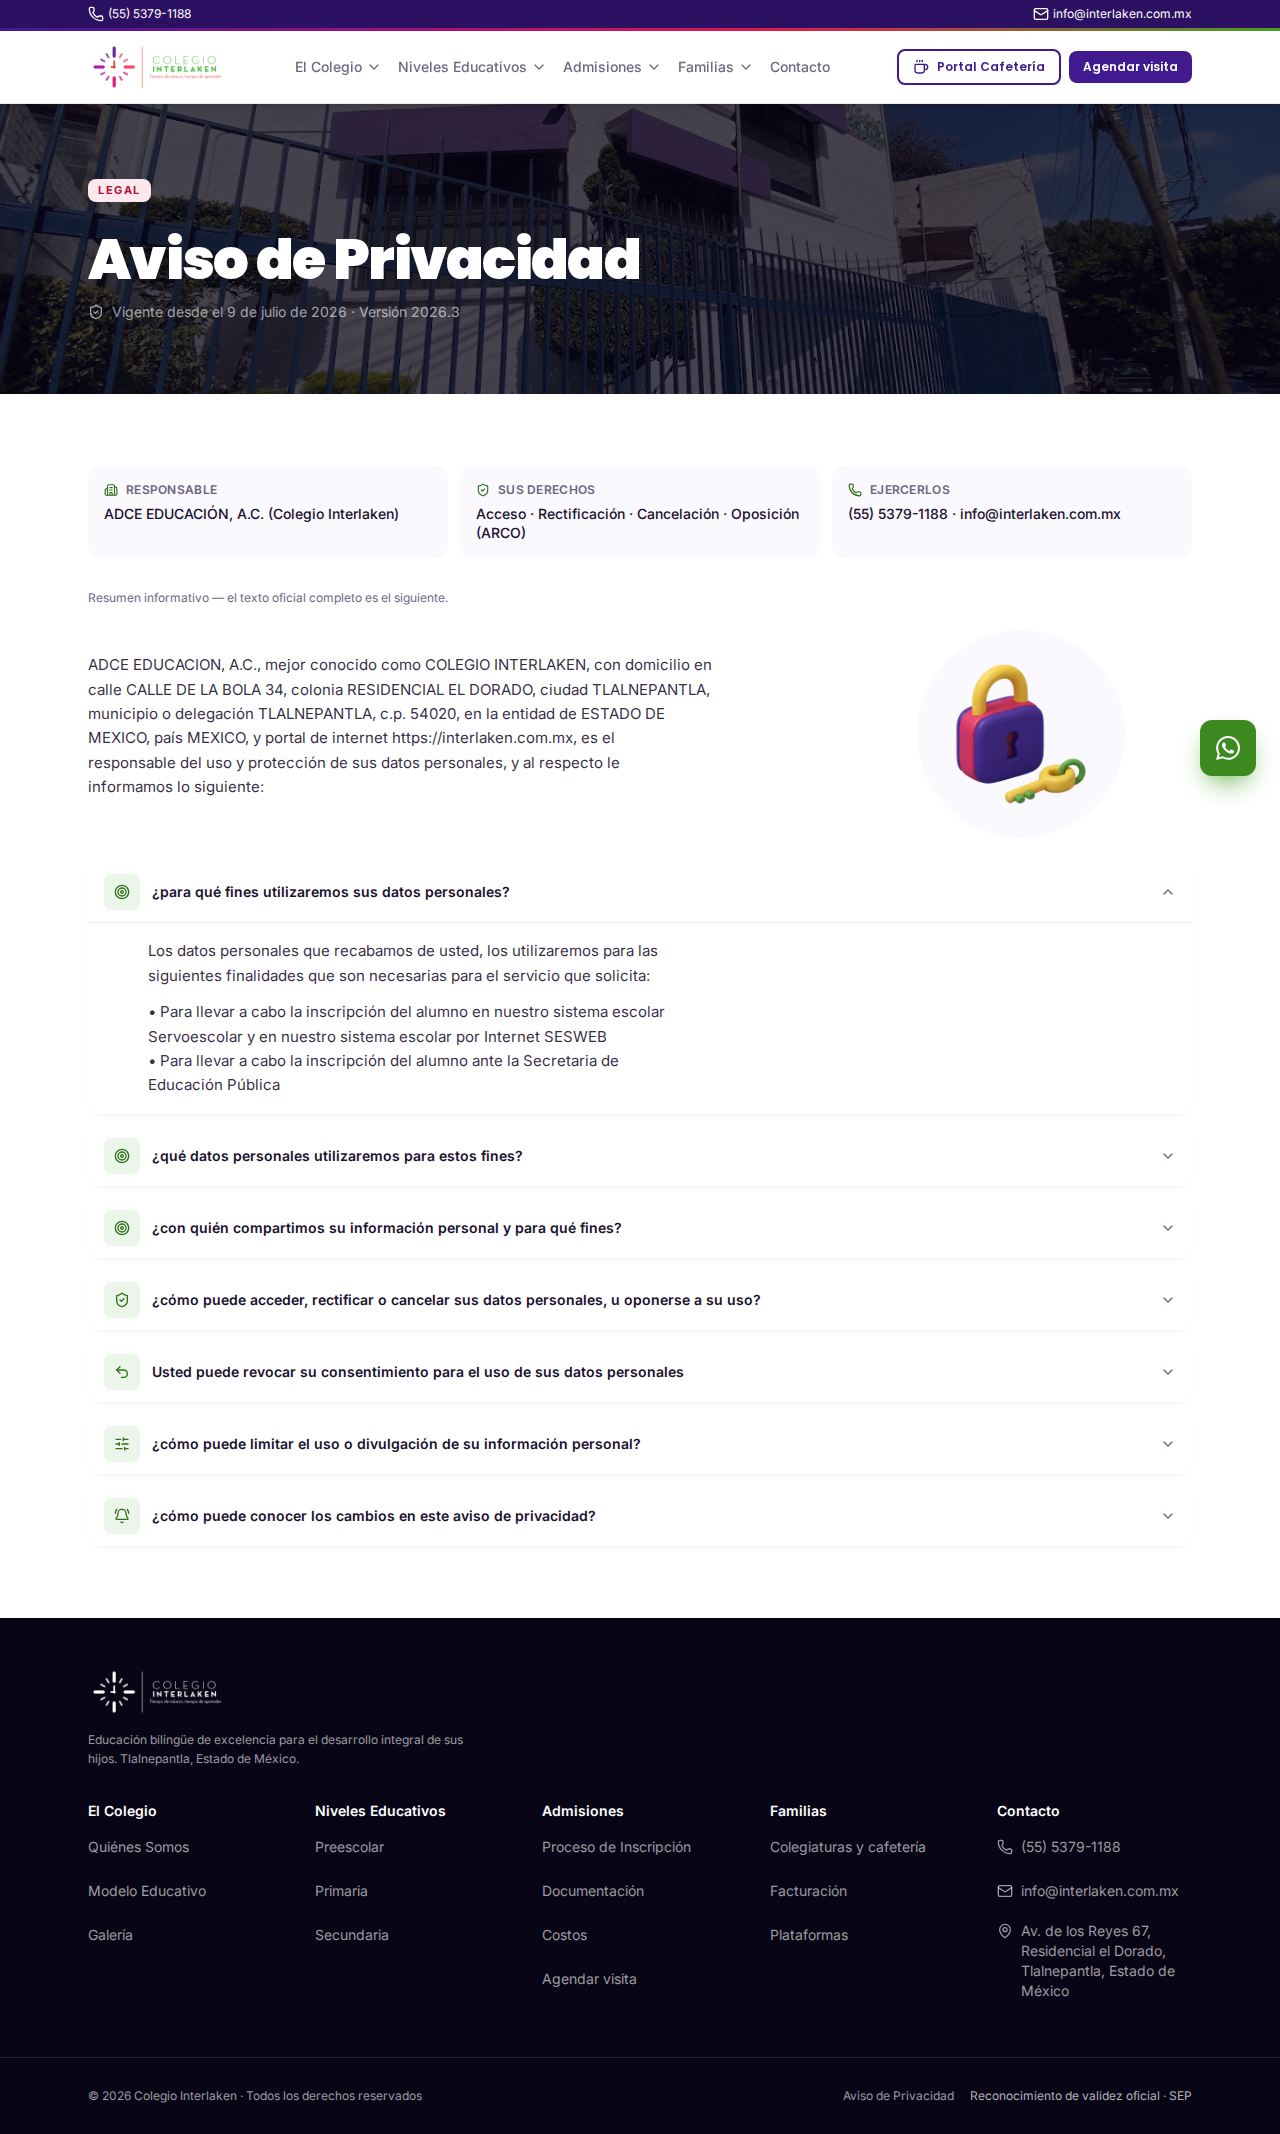 (55) 5379-1188
info@interlaken.com.mx
COLEGIO
INTERLAKEN
Tiempo de educar, tiempo de aprender
El Colegio
Niveles Educativos
Admisiones
Familias
Contacto
Portal Cafetería
Agendar visita
LEGAL
Aviso de Privacidad
Vigente desde el 9 de julio de 2026 · Versión 2026.3
RESPONSABLE
ADCE EDUCACIÓN, A.C. (Colegio Interlaken)
SUS DERECHOS
Acceso · Rectificación · Cancelación · Oposición
(ARCO)
EJERCERLOS
(55) 5379-1188 · info@interlaken.com.mx
Resumen informativo — el texto oficial completo es el siguiente.
ADCE EDUCACION, A.C., mejor conocido como COLEGIO INTERLAKEN, con domicilio en
calle CALLE DE LA BOLA 34, colonia RESIDENCIAL EL DORADO, ciudad TLALNEPANTLA,
municipio o delegación TLALNEPANTLA, c.p. 54020, en la entidad de ESTADO DE
MEXICO, país MEXICO, y portal de internet https://interlaken.com.mx, es el
responsable del uso y protección de sus datos personales, y al respecto le
informamos lo siguiente:
¿para qué fines utilizaremos sus datos personales?
Los datos personales que recabamos de usted, los utilizaremos para las
siguientes finalidades que son necesarias para el servicio que solicita:
• Para llevar a cabo la inscripción del alumno en nuestro sistema escolar
Servoescolar y en nuestro sistema escolar por Internet SESWEB
• Para llevar a cabo la inscripción del alumno ante la Secretaria de
Educación Pública
¿qué datos personales utilizaremos para estos fines?
¿con quién compartimos su información personal y para qué fines?
¿cómo puede acceder, rectificar o cancelar sus datos personales, u oponerse a su uso?
Usted puede revocar su consentimiento para el uso de sus datos personales
¿cómo puede limitar el uso o divulgación de su información personal?
¿cómo puede conocer los cambios en este aviso de privacidad?
COLEGIO
INTERLAKEN
Tiempo de educar, tiempo de aprender
Educación bilingüe de excelencia para el desarrollo integral de sus
hijos. Tlalnepantla, Estado de México.
El Colegio
Quiénes Somos
Modelo Educativo
Galería
Niveles Educativos
Preescolar
Primaria
Secundaria
Admisiones
Proceso de Inscripción
Documentación
Costos
Agendar visita
Familias
Colegiaturas y cafetería
Facturación
Plataformas
Contacto
(55) 5379-1188
info@interlaken.com.mx
Av. de los Reyes 67,
Residencial el Dorado,
Tlalnepantla, Estado de
México
© 2026 Colegio Interlaken · Todos los derechos reservados
Aviso de Privacidad
Reconocimiento de validez oficial · SEP